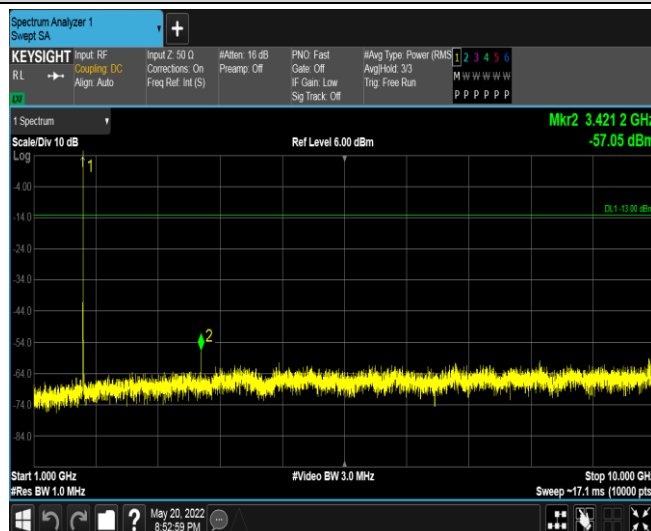 Spectrum Analyzer 1
Swept SA
+
KEYSIGHT Input: RF Input Z: 50 Ω #Atten: 16 dB PNO: Fast #Avg Type: Power (RMS 1 2 3 4 5 6
RL Coupling: DC Corrections: On Preamp: Off Gate: Off Avg|Hold: 3/3 M W W W W W
Align: Auto Freq Ref: Int (S) IF Gain: Low Trig: Free Run
Sig Track: Off P P P P P P
1 Spectrum Mkr2 3.421 2 GHz
Scale/Div 10 dB Ref Level 6.00 dBm -57.05 dBm
Log
1
-4.00
DL1 -13.00 dBm
-14.0
-24.0
-34.0
-44.0
-54.0
2
-64.0
-74.0
-84.0
Start 1.000 GHz #Video BW 3.0 MHz Stop 10.000 GHz
#Res BW 1.0 MHz Sweep ~17.1 ms (10000 pts
? May 20, 2022
8:52:59 PM